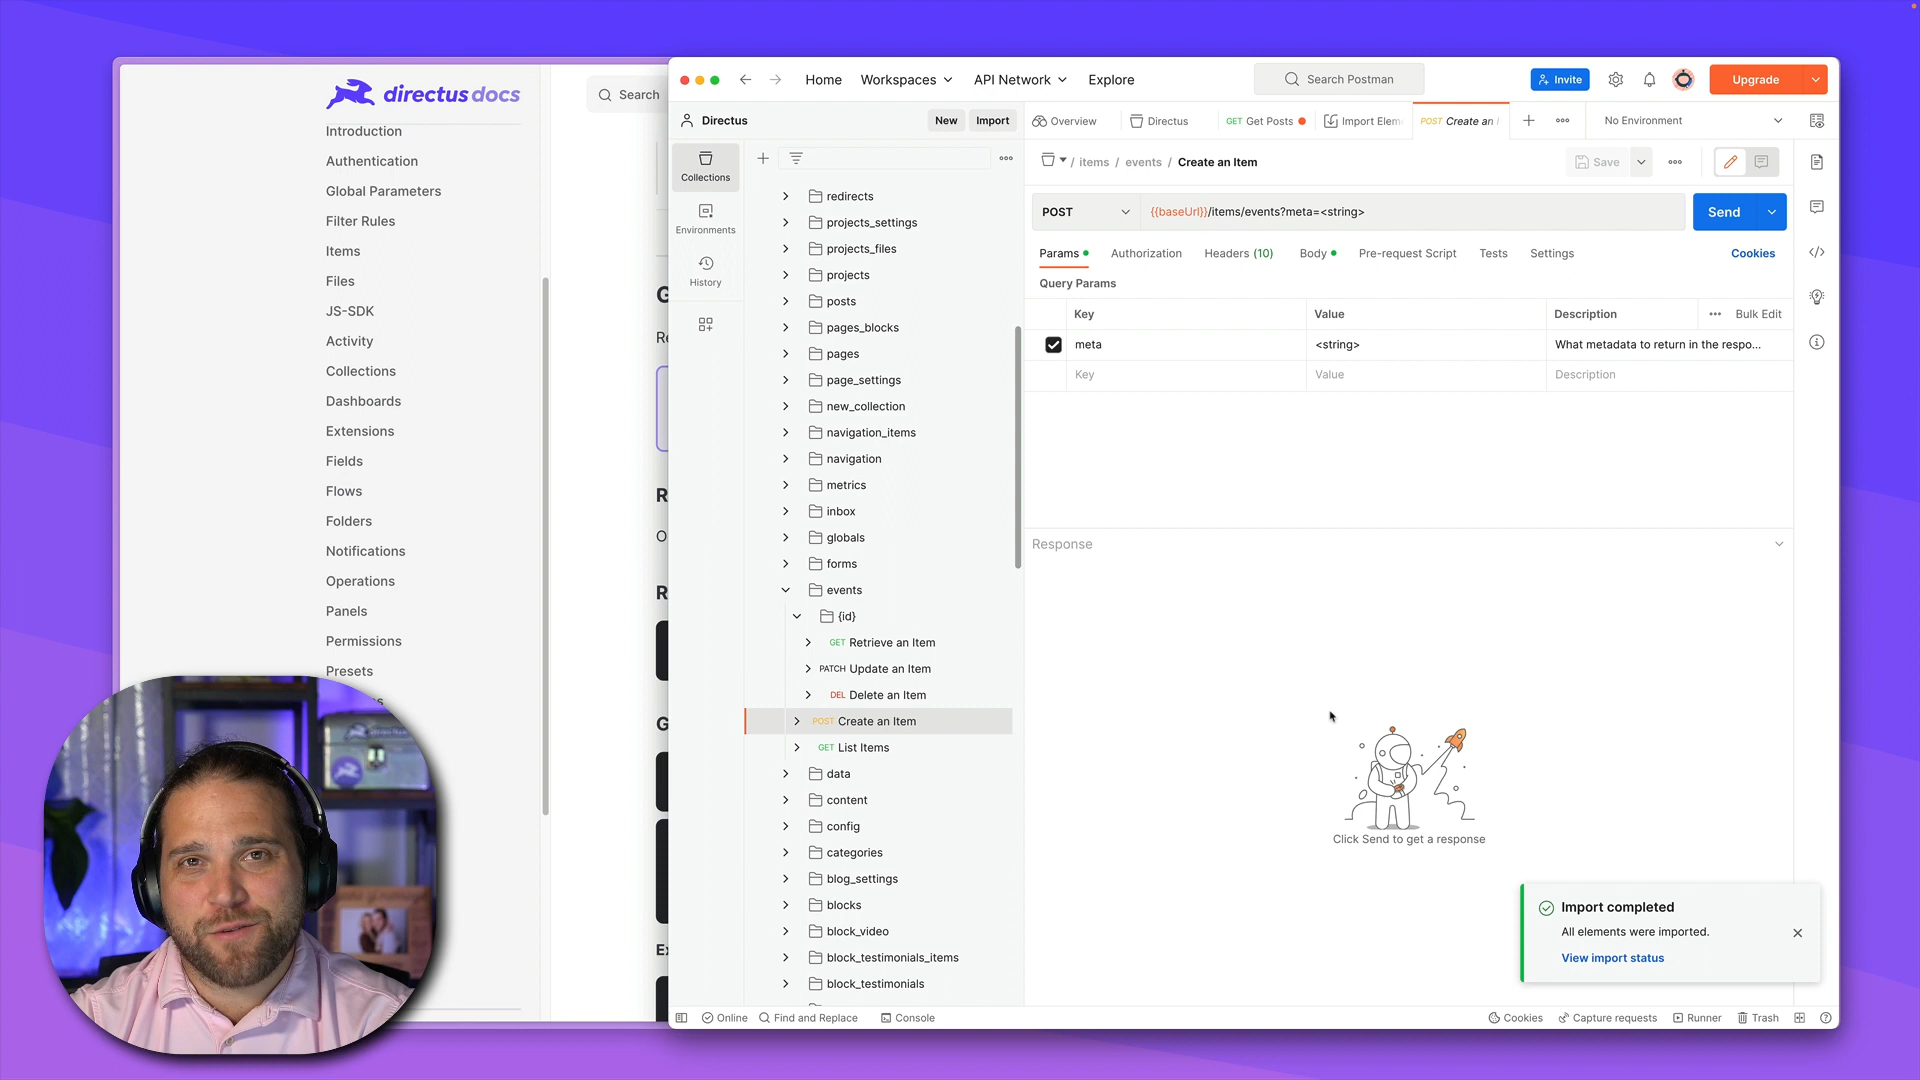 directus docs
Introduction
Authentication
Global Parameters
Filter Rules
Items
Files
JS-SDK
Activity
Collections
Dashboards
Extensions
Fields
Flows
Folders
Notifications
Operations
Panels
Permissions
Presets
Search
Home
Workspaces
API Network
Explore
Search Postman
Invite
Upgrade
Directus
New
Import
Overview
Directus
GET Get Posts
Import Elem
POST Create an I
No Environment
Collections
Environments
History
/ items / events / Create an Item
Save
POST
{{baseUrl}}/items/events?meta=<string>
Send
Params
Authorization
Headers (10)
Body
Pre-request Script
Tests
Settings
Cookies
Query Params
Key
Value
Description
Bulk Edit
meta
<string>
What metadata to return in the respo...
Key
Value
Description
redirects
projects_settings
projects_files
projects
posts
pages_blocks
pages
page_settings
new_collection
navigation_items
navigation
metrics
inbox
globals
forms
events
{id}
GET Retrieve an Item
PATCH Update an Item
DEL Delete an Item
POST Create an Item
GET List Items
data
content
config
categories
blog_settings
blocks
block_video
block_testimonials_items
block_testimonials
Response
Click Send to get a response
Import completed
All elements were imported.
View import status
Online
Find and Replace
Console
Cookies
Capture requests
Runner
Trash